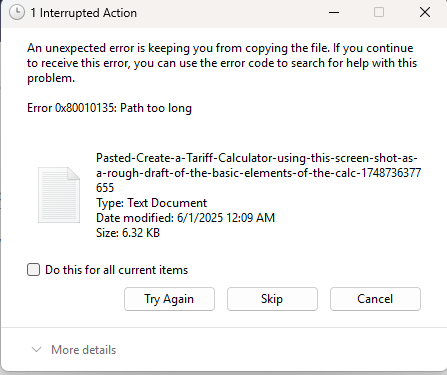 1 Interrupted Action
An unexpected error is keeping you from copying the file. If you continue
to receive this error, you can use the error code to search for help with this
problem.
Error 0x80010135: Path too long
Pasted-Create-a-Tariff-Calculator-using-this-screen-shot-as-
a-rough-draft-of-the-basic-elements-of-the-calc-1748736377
655
Type: Text Document
Date modified: 6/1/2025 12:09 AM
Size: 6.32 KB
Do this for all current items
Try Again
Skip
Cancel
More details